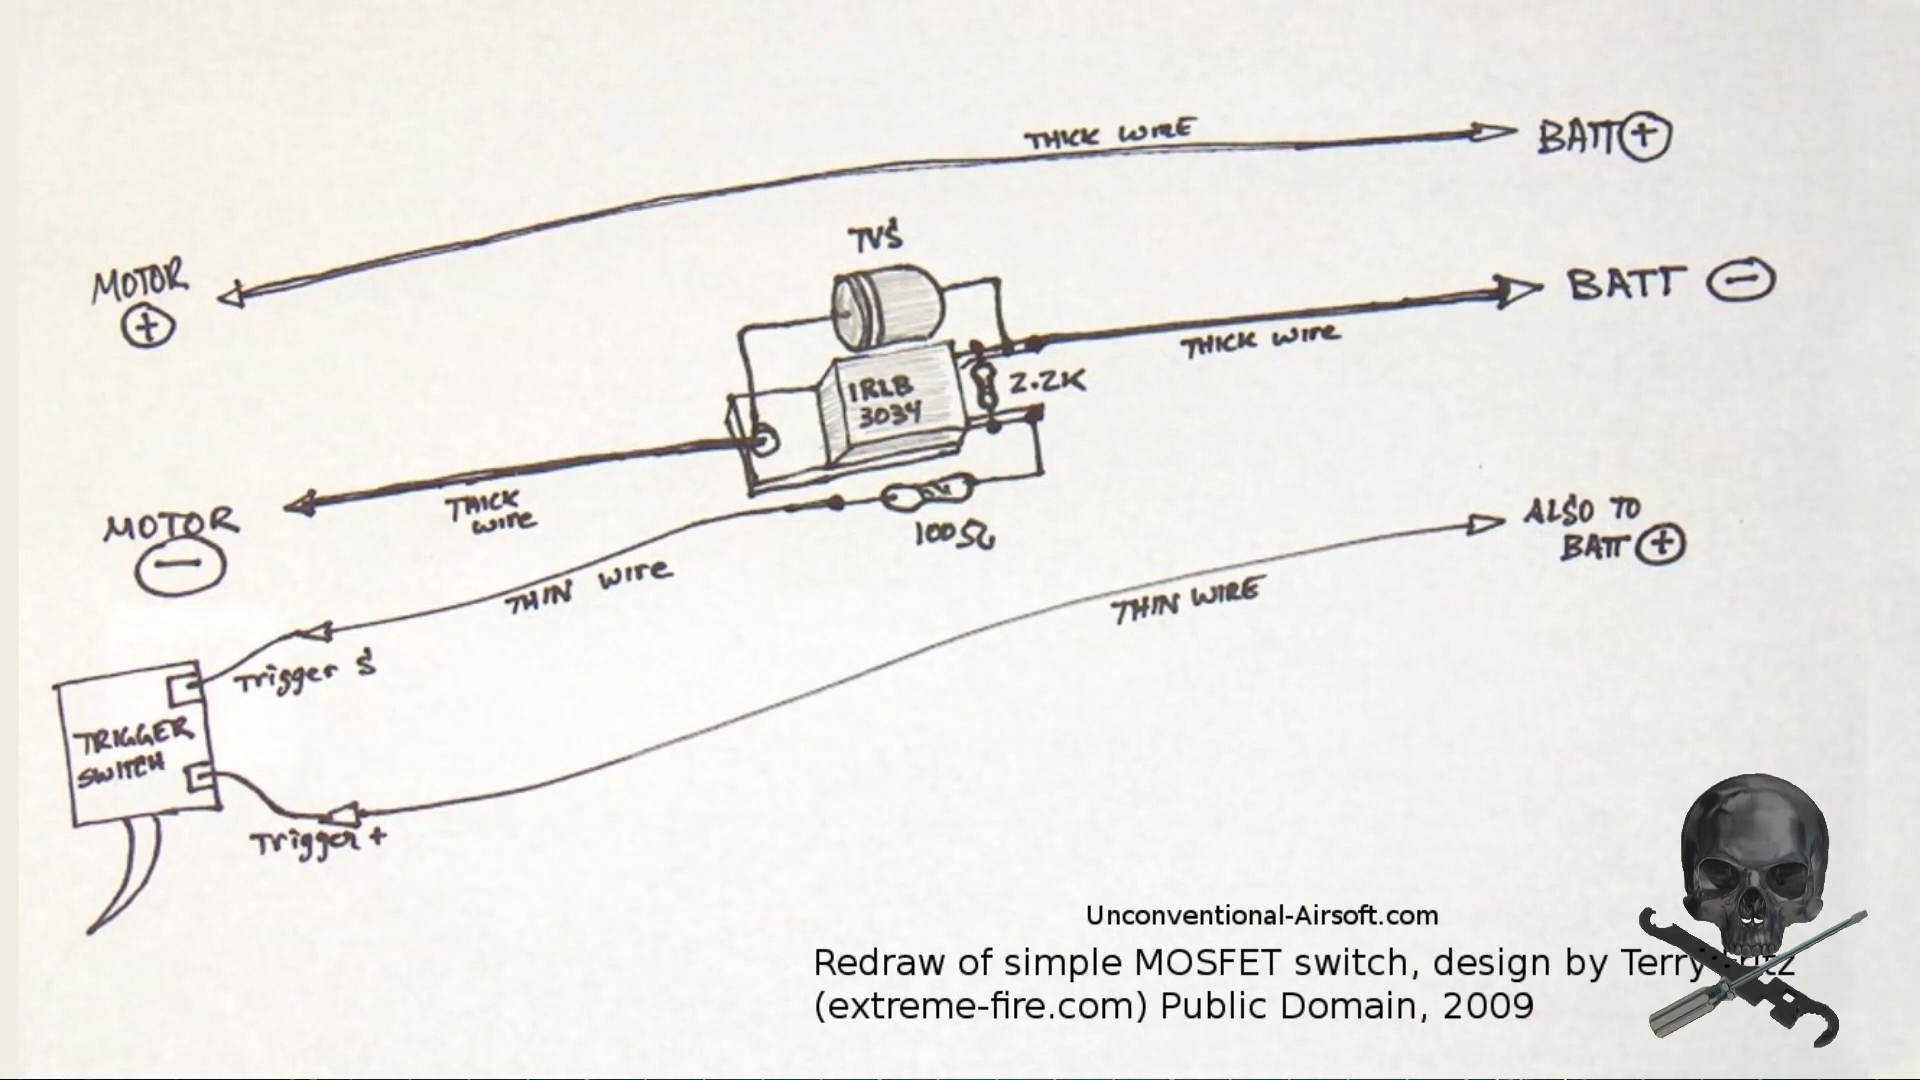 THICK WIRE
BATT +
TVS
MOTOR
+
BATT -
THICK WIRE
2.2K
IRLB
3034
THICK
WIRE
MOTOR
-
100Ω
ALSO TO
BATT +
THIN WIRE
THIN WIRE
Trigger S
TRIGGER
SWITCH
Trigger +
Unconventional-Airsoft.com
Redraw of simple MOSFET switch, design by Terry
(extreme-fire.com) Public Domain, 2009